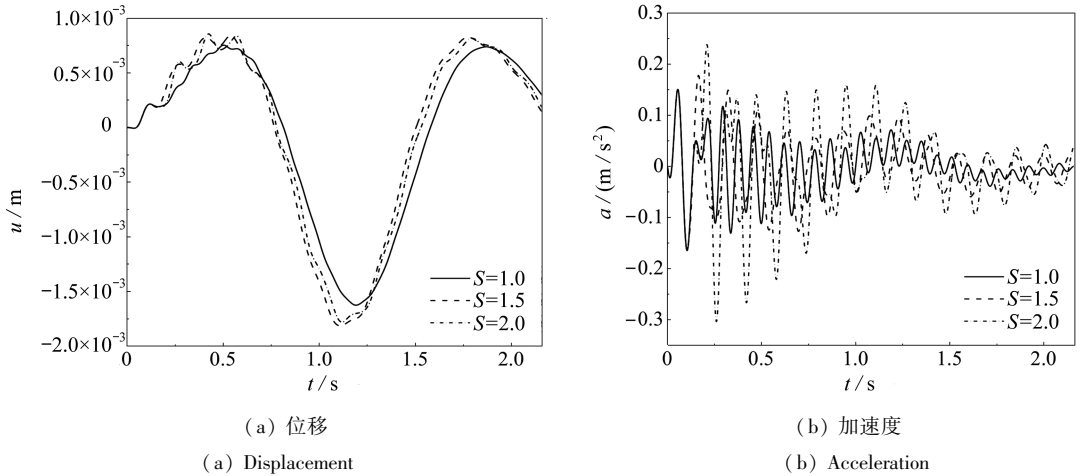 1.0×10⁻³
0.5×10⁻³
0
−0.5×10⁻³
−1.0×10⁻³
−1.5×10⁻³
−2.0×10⁻³
u / m
0 0.5 1.0 1.5 2.0
t / s
S=1.0
S=1.5
S=2.0
(a) 位移
(a) Displacement
0.3
0.2
0.1
0
−0.1
−0.2
−0.3
a / (m / s²)
0 0.5 1.0 1.5 2.0
t / s
S=1.0
S=1.5
S=2.0
(b) 加速度
(b) Acceleration